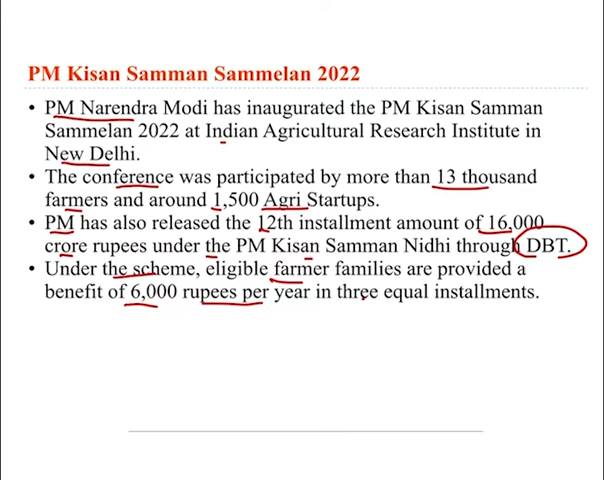 PM Kisan Samman Sammelan 2022
• PM Narendra Modi has inaugurated the PM Kisan Samman
Sammelan 2022 at Indian Agricultural Research Institute in
New Delhi.
• The conference was participated by more than 13 thousand
farmers and around 1,500 Agri Startups.
• PM has also released the 12th installment amount of 16,000
crore rupees under the PM Kisan Samman Nidhi through DBT.
• Under the scheme, eligible farmer families are provided a
benefit of 6,000 rupees per year in three equal installments.